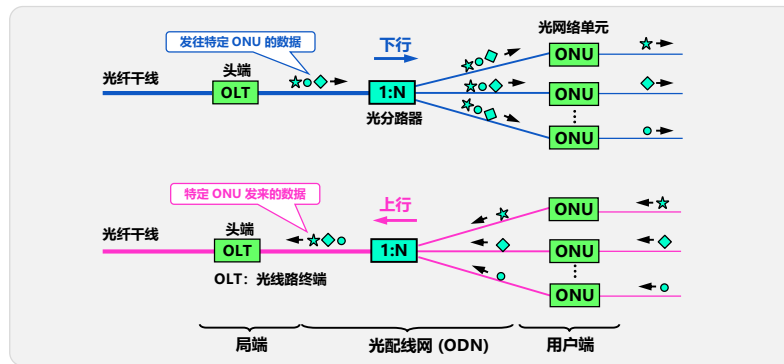 发往特定 ONU 的数据
下行
光网络单元
光纤干线
头端
OLT
1:N
光分路器
ONU
ONU
ONU
特定 ONU 发来的数据
上行
光纤干线
头端
OLT
1:N
OLT：光线路终端
ONU
ONU
ONU
局端
光配线网 (ODN)
用户端